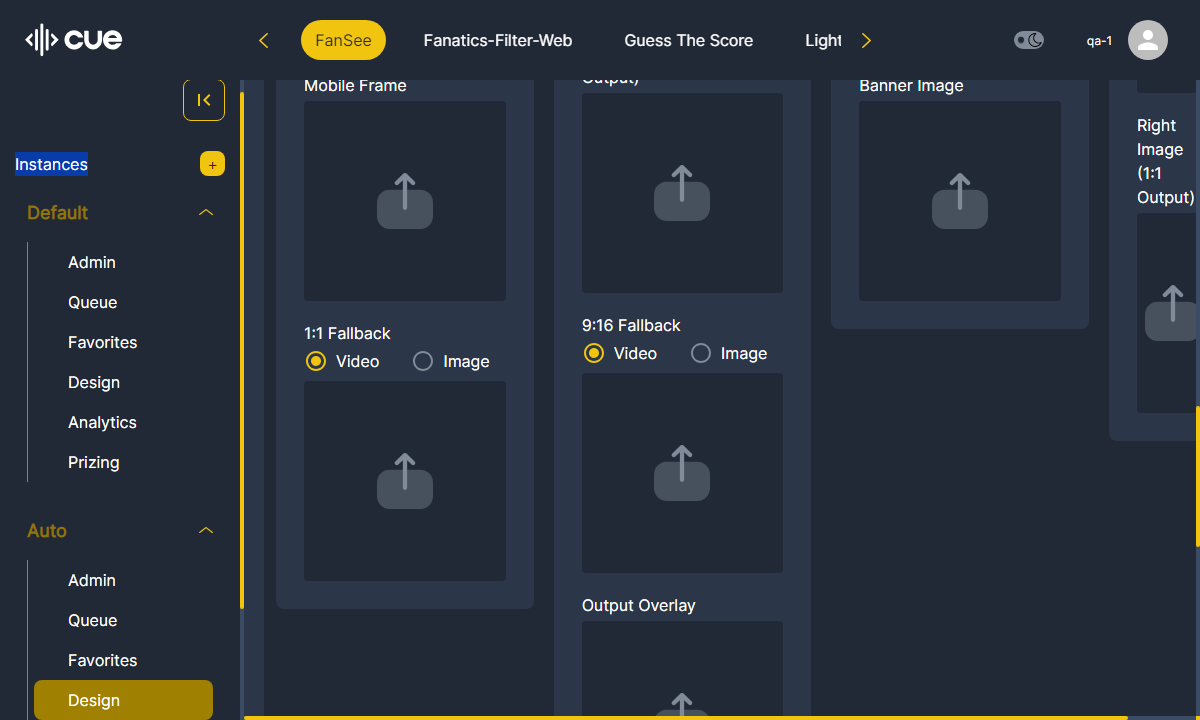 cue
FanSee
Fanatics-Filter-Web
Guess The Score
Light
qa-1
Instances
+
Default
Admin
Queue
Favorites
Design
Analytics
Prizing
Auto
Admin
Queue
Favorites
Design
Mobile Frame
1:1 Fallback
Video Image
Output)
9:16 Fallback
Video Image
Output Overlay
Banner Image
Right
Image
(1:1
Output)